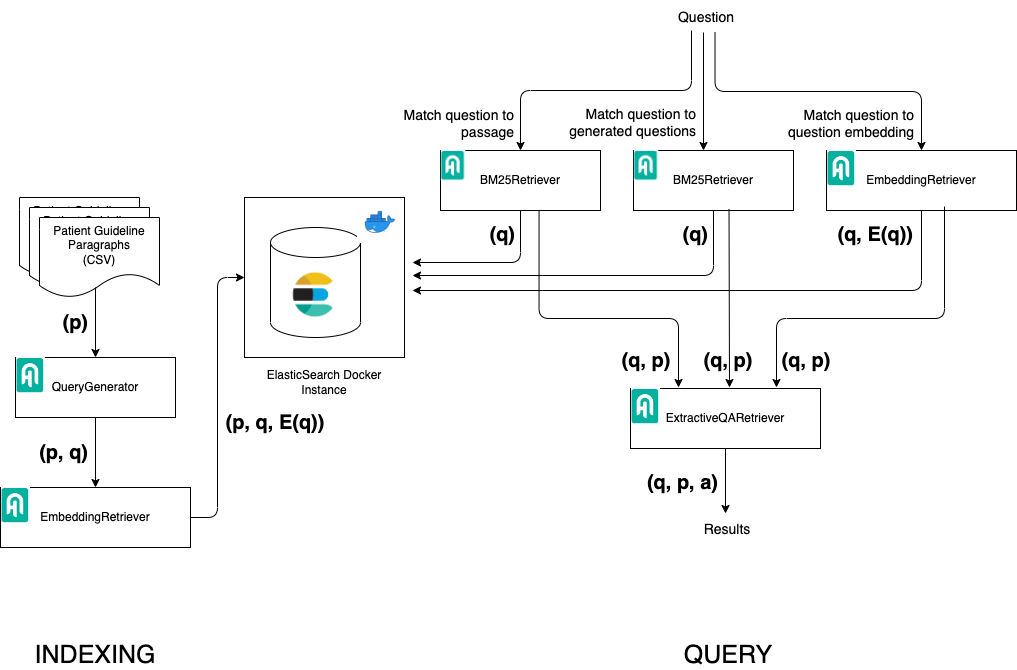 Question
Match question to
passage
Match question to
generated questions
Match question to
question embedding
BM25Retriever
BM25Retriever
EmbeddingRetriever
(q)
(q)
(q, E(q))
Patient Guideline
Paragraphs
(CSV)
(p)
QueryGenerator
(p, q)
EmbeddingRetriever
(p, q, E(q))
ElasticSearch Docker
Instance
(q, p)
(q, p)
(q, p)
ExtractiveQARetriever
(q, p, a)
Results
INDEXING
QUERY